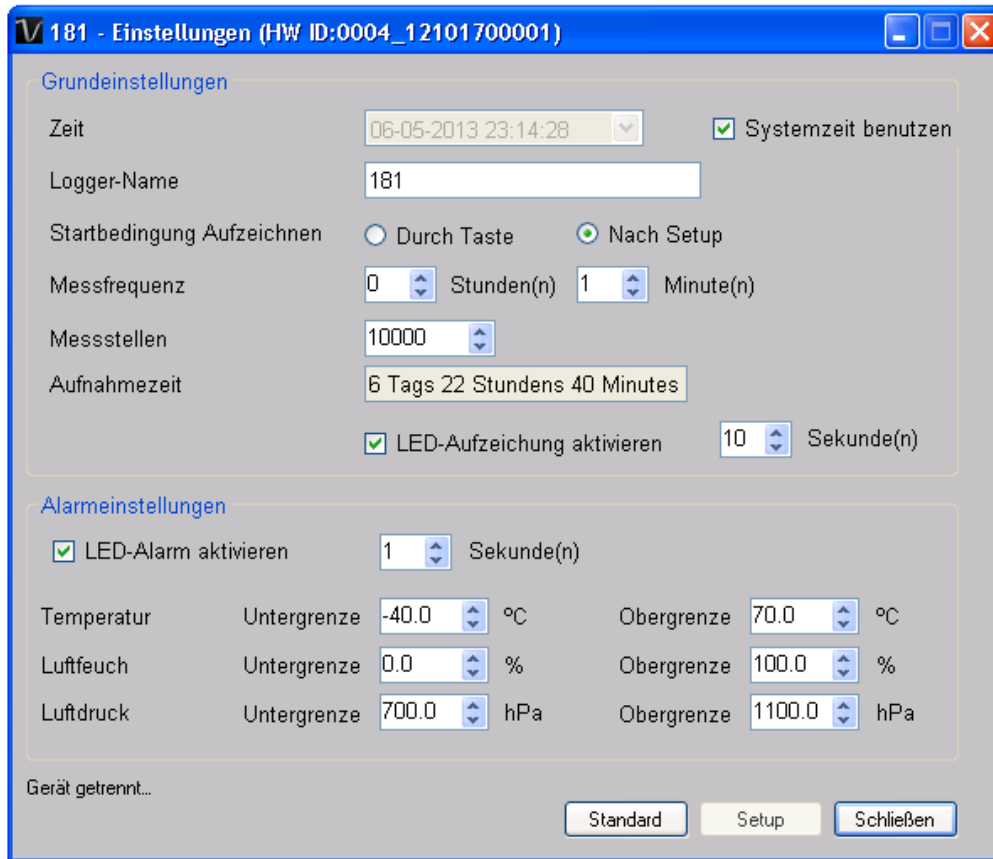 181 - Einstellungen (HW ID:0004_12101700001)
Grundeinstellungen
Zeit 06-05-2013 23:14:28 Systemzeit benutzen
Logger-Name 181
Startbedingung Aufzeichnen Durch Taste Nach Setup
Messfrequenz 0 Stunden(n) 1 Minute(n)
Messstellen 10000
Aufnahmezeit 6 Tags 22 Stundens 40 Minutes
LED-Aufzeichung aktivieren 10 Sekunde(n)
Alarmeinstellungen
LED-Alarm aktivieren 1 Sekunde(n)
Temperatur Untergrenze -40.0 ºC Obergrenze 70.0 ºC
Luftfeuch Untergrenze 0.0 % Obergrenze 100.0 %
Luftdruck Untergrenze 700.0 hPa Obergrenze 1100.0 hPa
Gerät getrennt...
Standard Setup Schließen